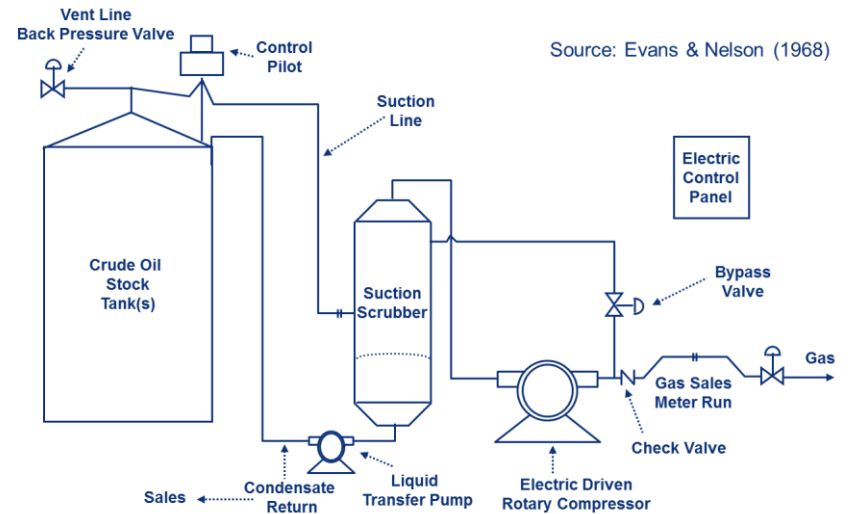 Vent Line
Back Pressure Valve
Control
Pilot
Source: Evans & Nelson (1968)
Suction
Line
Electric
Control
Panel
Crude Oil
Stock
Tank(s)
Suction
Scrubber
Bypass
Valve
Gas
Gas Sales
Meter Run
Check Valve
Liquid
Transfer Pump
Electric Driven
Rotary Compressor
Condensate
Return
Sales